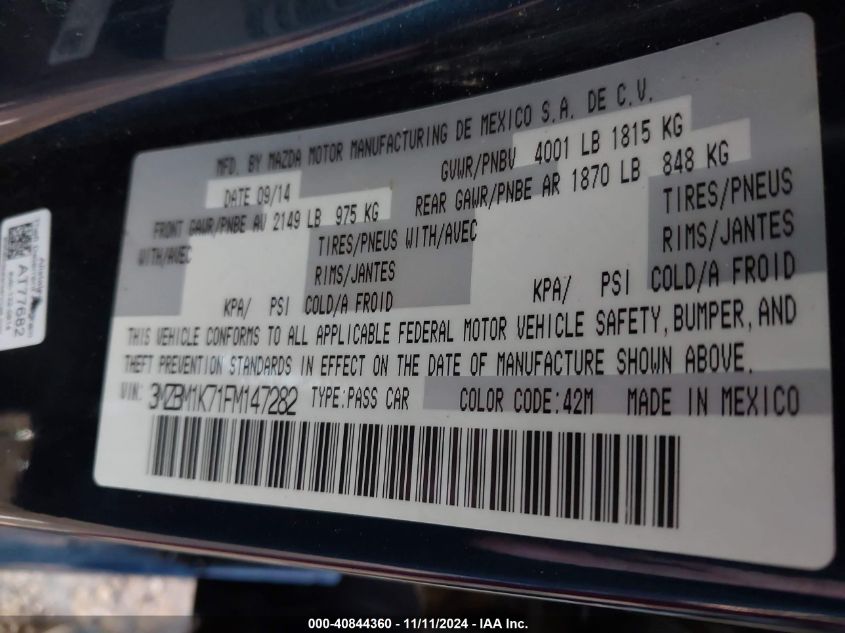 MFD. BY MAZDA MOTOR MANUFACTURING DE MEXICO S.A. DE C.V.
DATE 09/14 GVWR/PNBV 4001 LB 1815 KG
FRONT GAWR/PNBE AV 2149 LB 975 KG REAR GAWR/PNBE AR 1870 LB 848 KG
WITH/AVEC TIRES/PNEUS WITH/AVEC TIRES/PNEUS
RIMS/JANTES RIMS/JANTES
KPA/ PSI COLD/A FROID KPA/ PSI COLD/A FROID
THIS VEHICLE CONFORMS TO ALL APPLICABLE FEDERAL MOTOR VEHICLE SAFETY, BUMPER, AND
THEFT PREVENTION STANDARDS IN EFFECT ON THE DATE OF MANUFACTURE SHOWN ABOVE.
VIN: 3MZBM1K71FM147282 TYPE:PASS CAR COLOR CODE:42M MADE IN MEXICO
AT77682
000-40844360 - 11/11/2024 - IAA Inc.